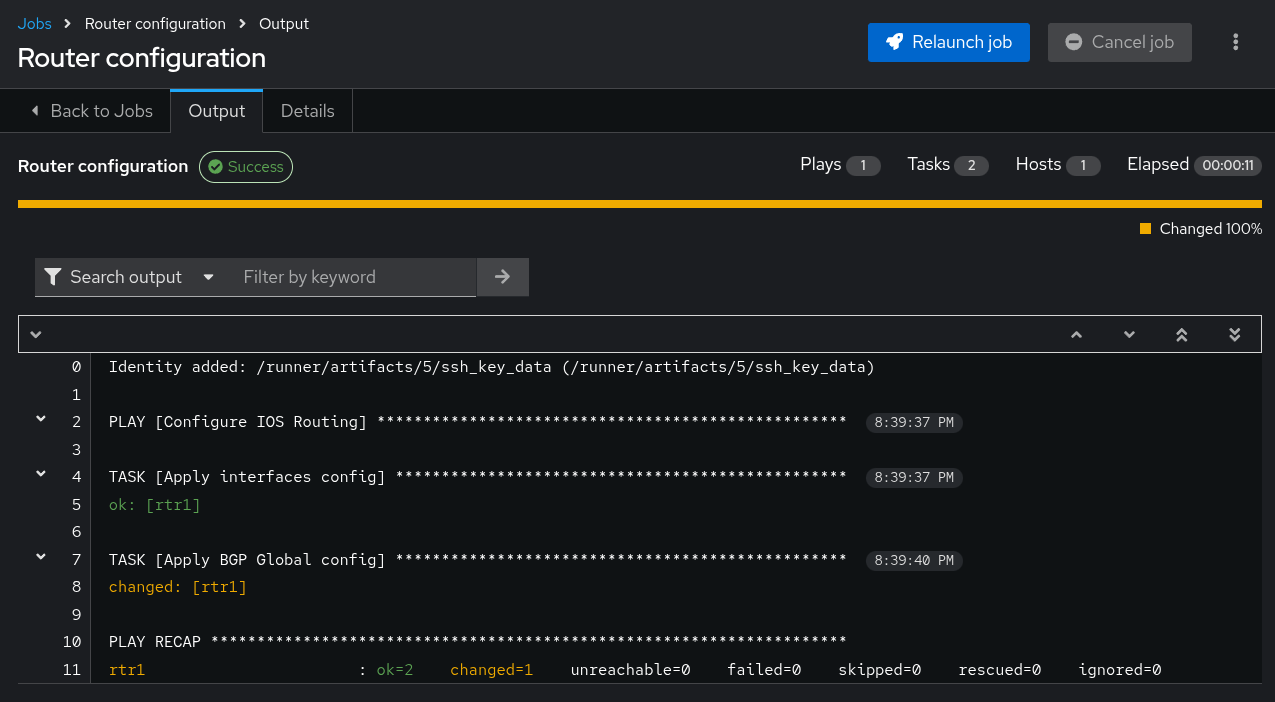 Jobs > Router configuration > Output
Router configuration
Relaunch job
Cancel job
Back to Jobs
Output
Details
Router configuration Success
Plays 1 Tasks 2 Hosts 1 Elapsed 00:00:11
Changed 100%
Search output Filter by keyword
0 Identity added: /runner/artifacts/5/ssh_key_data (/runner/artifacts/5/ssh_key_data)
1
2 PLAY [Configure IOS Routing] *************************************************** 8:39:37 PM
3
4 TASK [Apply interfaces config] ************************************************* 8:39:37 PM
5 ok: [rtr1]
6
7 TASK [Apply BGP Global config] ************************************************* 8:39:40 PM
8 changed: [rtr1]
9
10 PLAY RECAP *********************************************************************
11 rtr1 : ok=2 changed=1 unreachable=0 failed=0 skipped=0 rescued=0 ignored=0